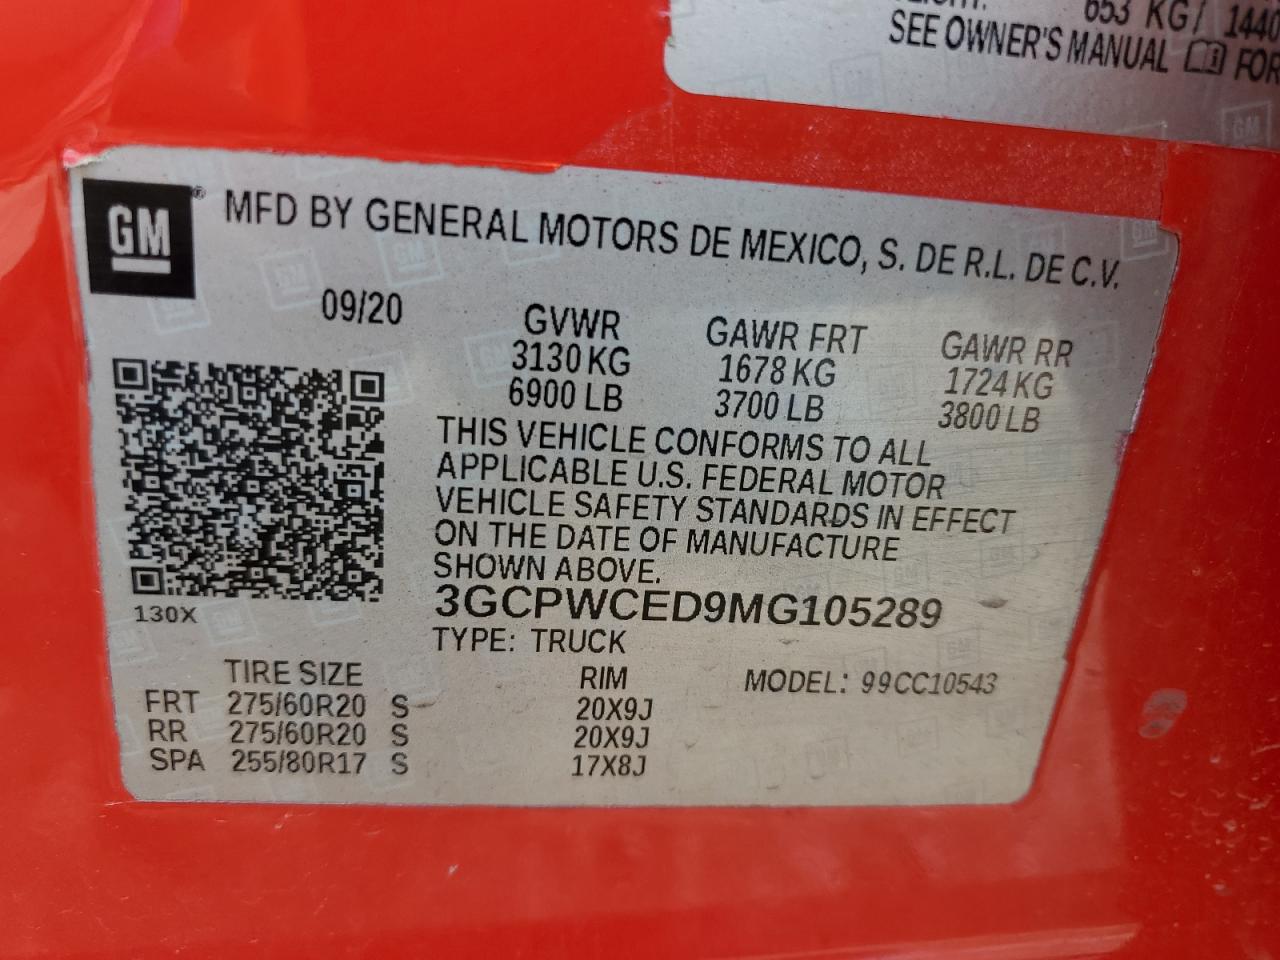 653 KG / 1440
SEE OWNER'S MANUAL FOR
GM® MFD BY GENERAL MOTORS DE MEXICO, S. DE R.L. DE C.V.
09/20 GVWR GAWR FRT GAWR RR
3130 KG 1678 KG 1724 KG
6900 LB 3700 LB 3800 LB
THIS VEHICLE CONFORMS TO ALL
APPLICABLE U.S. FEDERAL MOTOR
VEHICLE SAFETY STANDARDS IN EFFECT
ON THE DATE OF MANUFACTURE
SHOWN ABOVE.
130X 3GCPWCED9MG105289
TYPE: TRUCK
TIRE SIZE RIM MODEL: 99CC10543
FRT 275/60R20 S 20X9J
RR 275/60R20 S 20X9J
SPA 255/80R17 S 17X8J